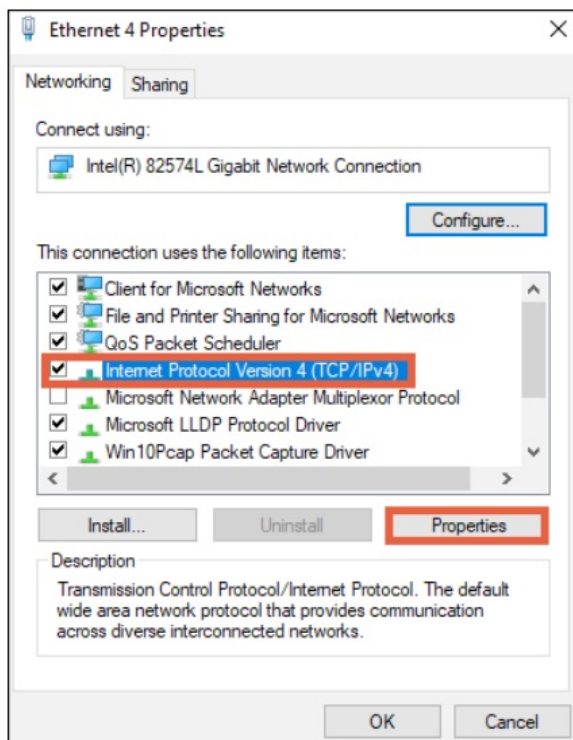 Ethernet 4 Properties
Networking
Sharing
Connect using:
Intel(R) 82574L Gigabit Network Connection
Configure...
This connection uses the following items:
Client for Microsoft Networks
File and Printer Sharing for Microsoft Networks
QoS Packet Scheduler
Internet Protocol Version 4 (TCP/IPv4)
Microsoft Network Adapter Multiplexor Protocol
Microsoft LLDP Protocol Driver
Win10Pcap Packet Capture Driver
Install...
Uninstall
Properties
Description
Transmission Control Protocol/Internet Protocol. The default
wide area network protocol that provides communication
across diverse interconnected networks.
OK
Cancel